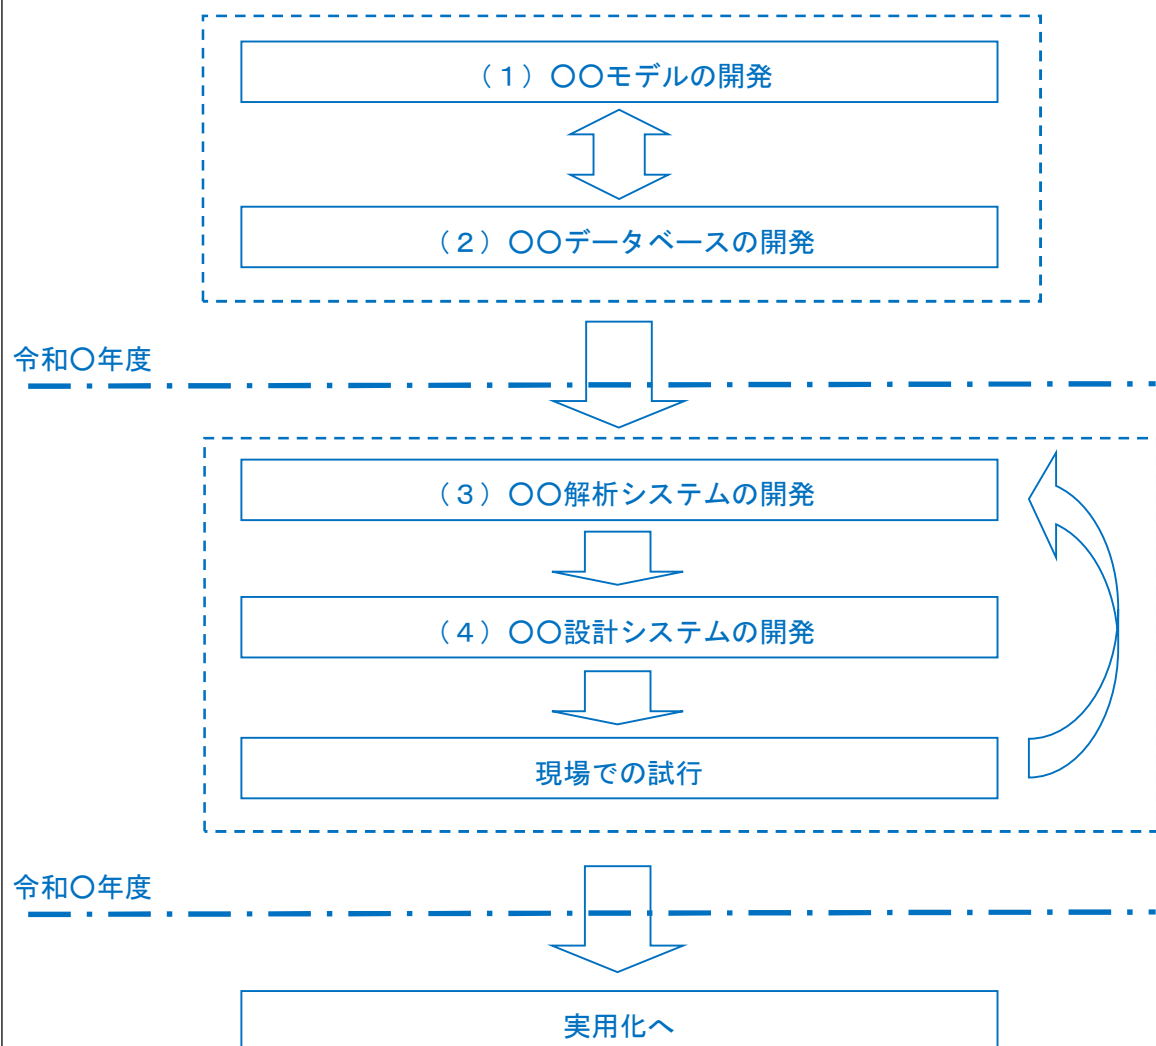 （１）〇〇モデルの開発
（２）〇〇データベースの開発
令和〇年度
（３）〇〇解析システムの開発
（４）〇〇設計システムの開発
現場での試行
令和〇年度
実用化へ